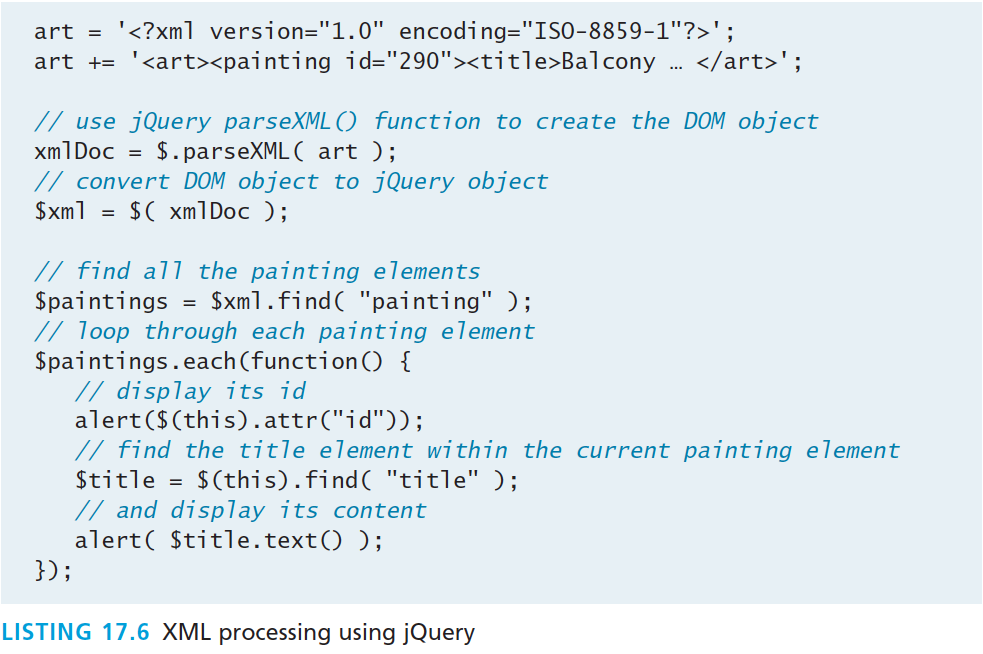 art = '<?xml version="1.0" encoding="ISO-8859-1"?>';
art += '<art><painting id="290"><title>Balcony … </art>';
// use jQuery parseXML() function to create the DOM object
xmlDoc = $.parseXML( art );
// convert DOM object to jQuery object
$xml = $( xmlDoc );
// find all the painting elements
$paintings = $xml.find( "painting" );
// loop through each painting element
$paintings.each(function() {
// display its id
alert($(this).attr("id"));
// find the title element within the current painting element
$title = $(this).find( "title" );
// and display its content
alert( $title.text() );
});
LISTING 17.6 XML processing using jQuery